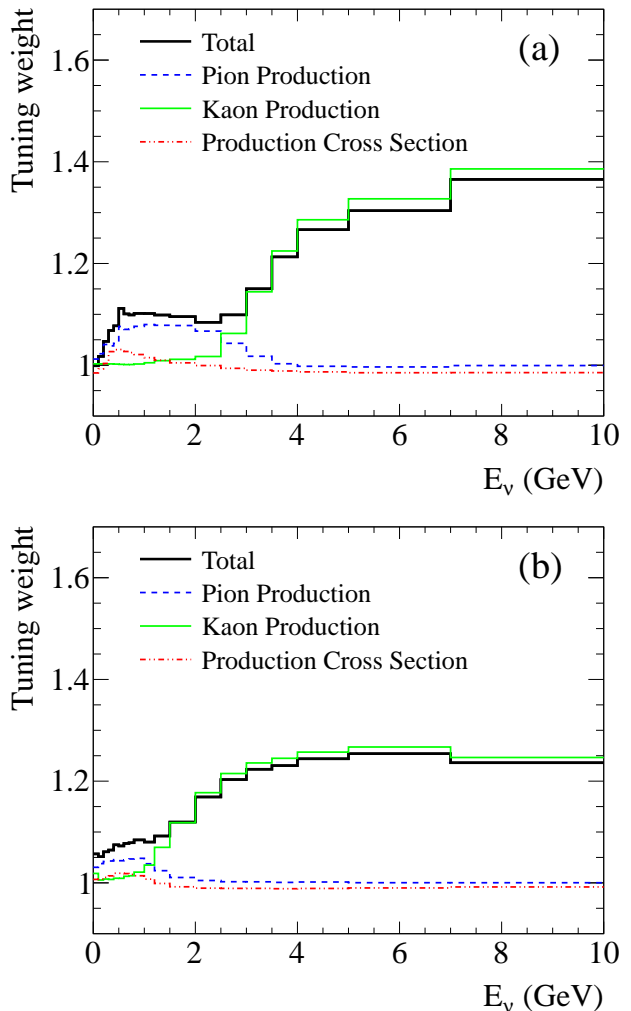 Tuning weight
1.6
1.4
1.2
1
(a)
Total
Pion Production
Kaon Production
Production Cross Section
0 2 4 6 8 10
E_ν (GeV)
Tuning weight
1.6
1.4
1.2
1
(b)
Total
Pion Production
Kaon Production
Production Cross Section
0 2 4 6 8 10
E_ν (GeV)